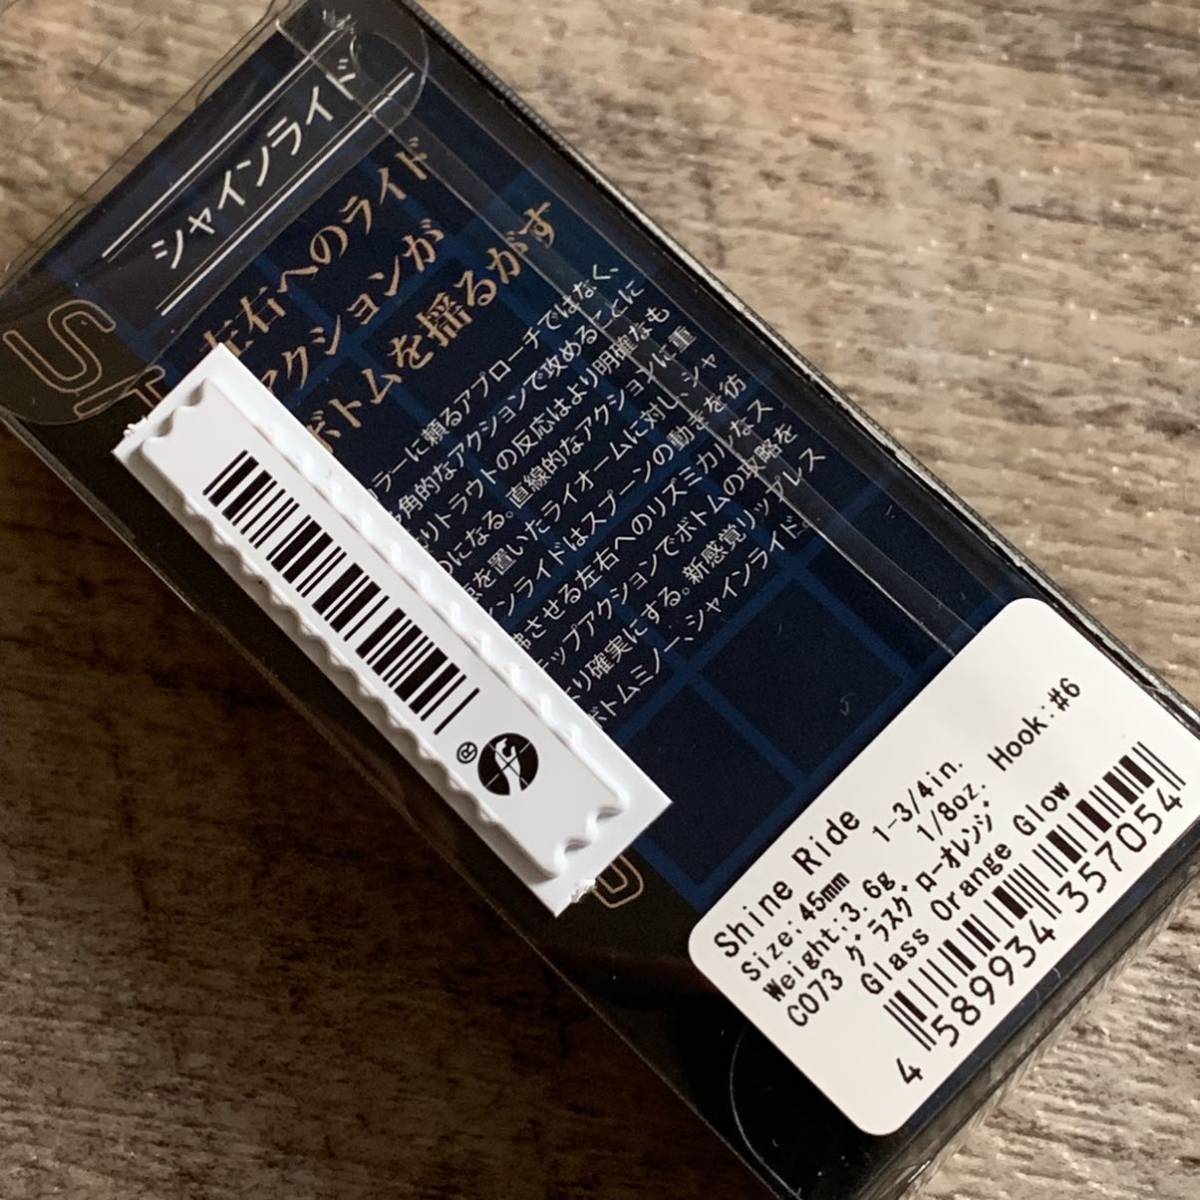 シャインライド
左右へのライド
アクションが
ボトムを揺るがす
カラーに頼るアプローチではなく、
角的なアクションで攻めることに
よりトラウトの反応はより明確なも
のになる。直線的なアクションに重
点を置いたライオームに対し、シャ
インライドはスプーンの動きを彷
彿させる左右へのリズミカルなス
テップアクションでボトムの攻略を
より確実にする。新感覚リップレス
ボトムミノー、シャインライド。
®
Shine Ride
Size:45mm 1-3/4in.
Weight:3.6g 1/8oz. Hook:#6
C073 グラスグローオレンジ
Glass Orange Glow
4 589934 357054